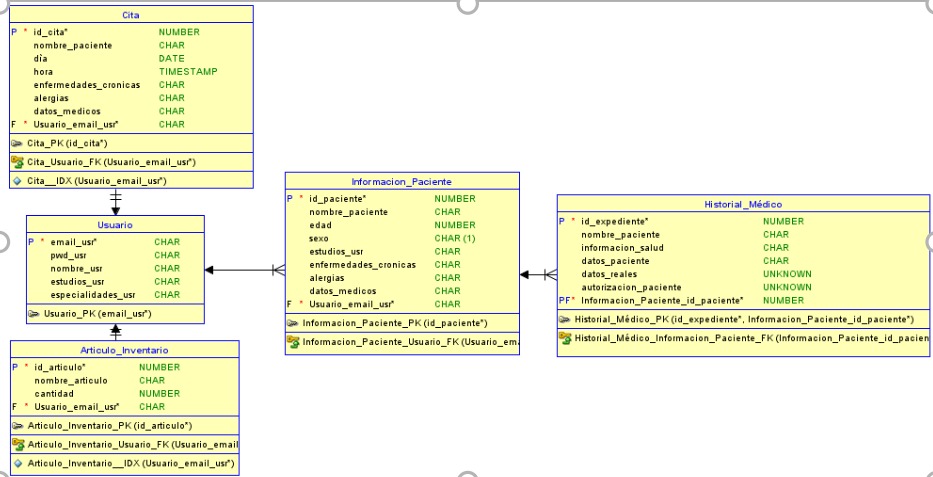 Cita
P * id_cita* NUMBER
nombre_paciente CHAR
día DATE
hora TIMESTAMP
enfermedades_cronicas CHAR
alergias CHAR
datos_medicos CHAR
F * Usuario_email_usr* CHAR
Cita_PK (id_cita*)
Cita_Usuario_FK (Usuario_email_usr*)
Cita__IDX (Usuario_email_usr*)
Usuario
P * email_usr* CHAR
pwd_usr CHAR
nombre_usr CHAR
estudios_usr CHAR
especialidades_usr CHAR
Usuario_PK (email_usr*)
Articulo_Inventario
P * id_articulo* NUMBER
nombre_articulo CHAR
cantidad NUMBER
F * Usuario_email_usr* CHAR
Articulo_Inventario_PK (id_articulo*)
Articulo_Inventario_Usuario_FK (Usuario_email
Articulo_Inventario__IDX (Usuario_email_usr*)
Informacion_Paciente
P * id_paciente* NUMBER
nombre_paciente CHAR
edad NUMBER
sexo CHAR (1)
estudios_usr CHAR
enfermedades_cronicas CHAR
alergias CHAR
datos_medicos CHAR
F * Usuario_email_usr* CHAR
Informacion_Paciente_PK (id_paciente*)
Informacion_Paciente_Usuario_FK (Usuario_ema
Historial_Médico
P * id_expediente* NUMBER
nombre_paciente CHAR
informacion_salud CHAR
datos_paciente CHAR
datos_reales UNKNOWN
autorizacion_paciente UNKNOWN
PF* Informacion_Paciente_id_paciente* NUMBER
Historial_Médico_PK (id_expediente*, Informacion_Paciente_id_paciente*)
Historial_Médico_Informacion_Paciente_FK (Informacion_Paciente_id_pacien